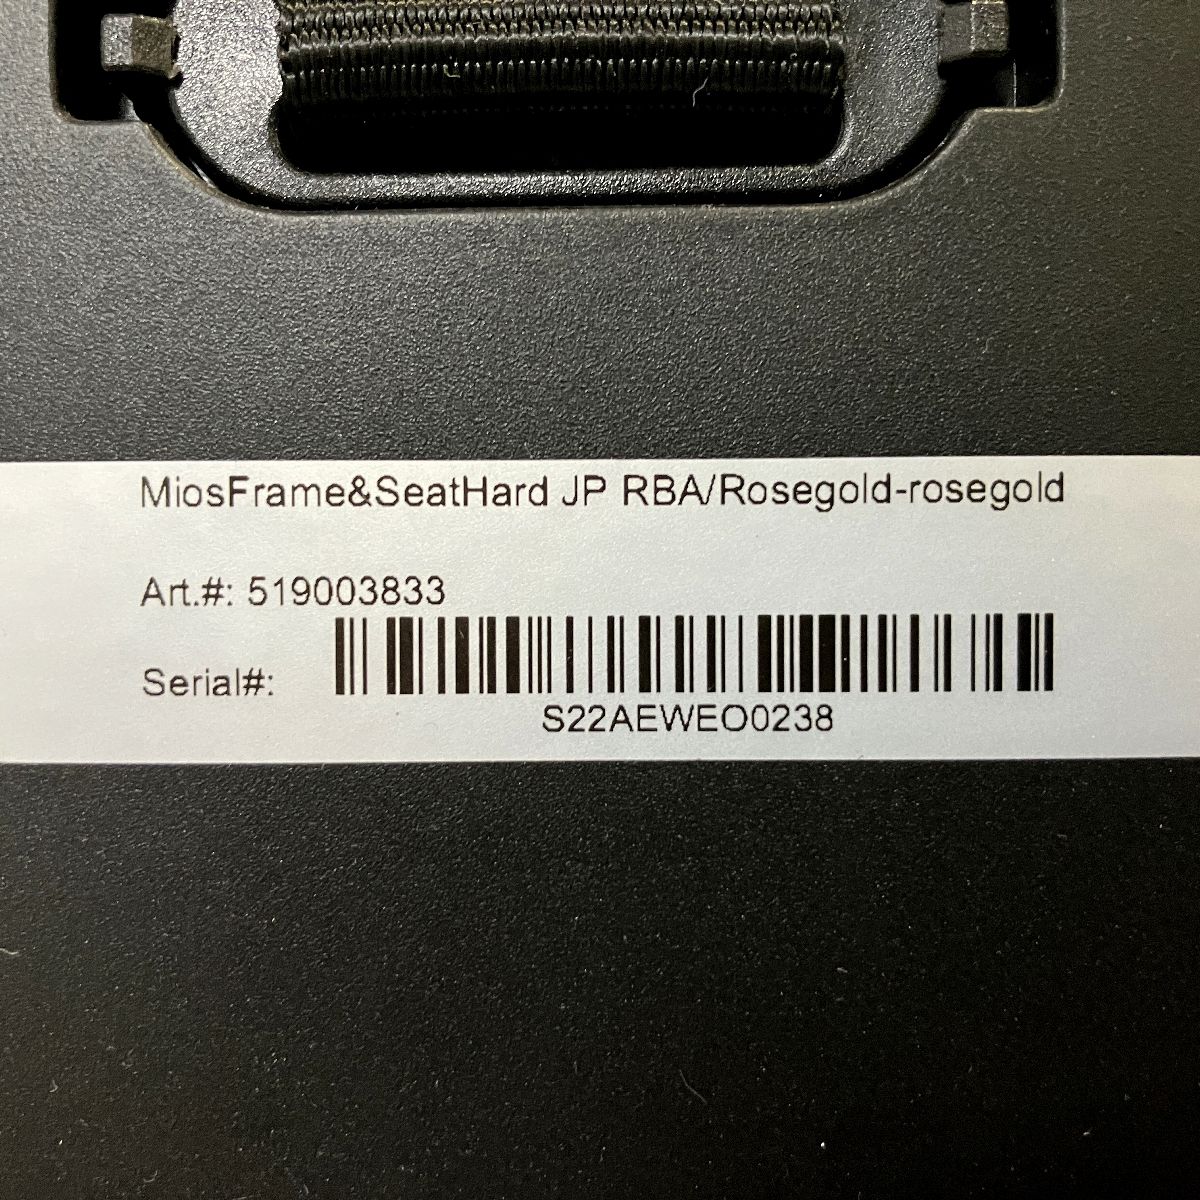 MiosFrame&SeatHard JP RBA/Rosegold-rosegold
Art.#: 519003833
Serial#:
S22AEWEO0238